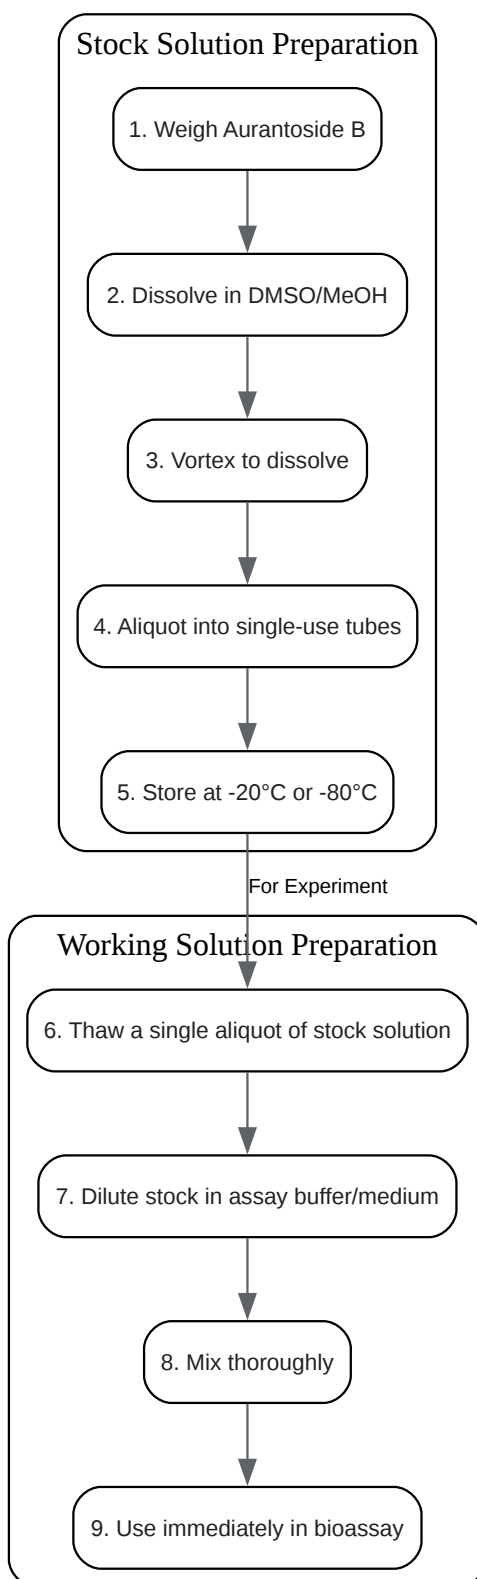 Stock Solution Preparation
1. Weigh Aurantoside B
2. Dissolve in DMSO/MeOH
3. Vortex to dissolve
4. Aliquot into single-use tubes
5. Store at -20°C or -80°C
For Experiment
Working Solution Preparation
6. Thaw a single aliquot of stock solution
7. Dilute stock in assay buffer/medium
8. Mix thoroughly
9. Use immediately in bioassay